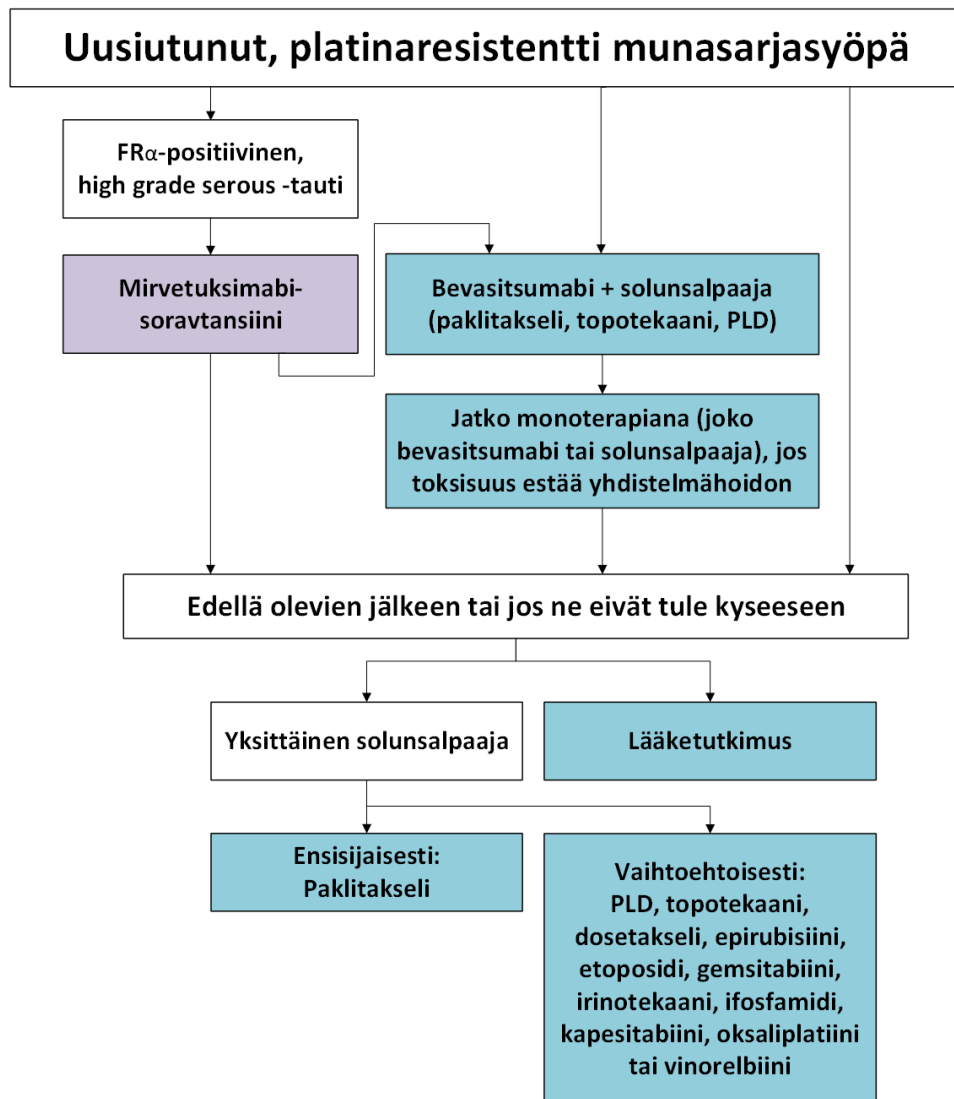 Uusiutunut, platinaresistentti munasarjasyöpä
FRα-positiivinen,
high grade serous -tauti
Mirvetuksimabi-
soravtansiini
Bevasitsumabi + solunsalpaaja
(paklitakseli, topotekaani, PLD)
Jatko monoterapiana (joko
bevasitsumabi tai solunsalpaaja), jos
toksisuus estää yhdistelmähoidon
Edellä olevien jälkeen tai jos ne eivät tule kyseeseen
Yksittäinen solunsalpaaja
Lääketutkimus
Ensisijaisesti:
Paklitakseli
Vaihtoehtoisesti:
PLD, topotekaani,
dosetakseli, epirubisiini,
etoposidi, gemsitabiini,
irinotekaani, ifosfamidi,
kapesitabiini, oksaliplatiini
tai vinorelbiini